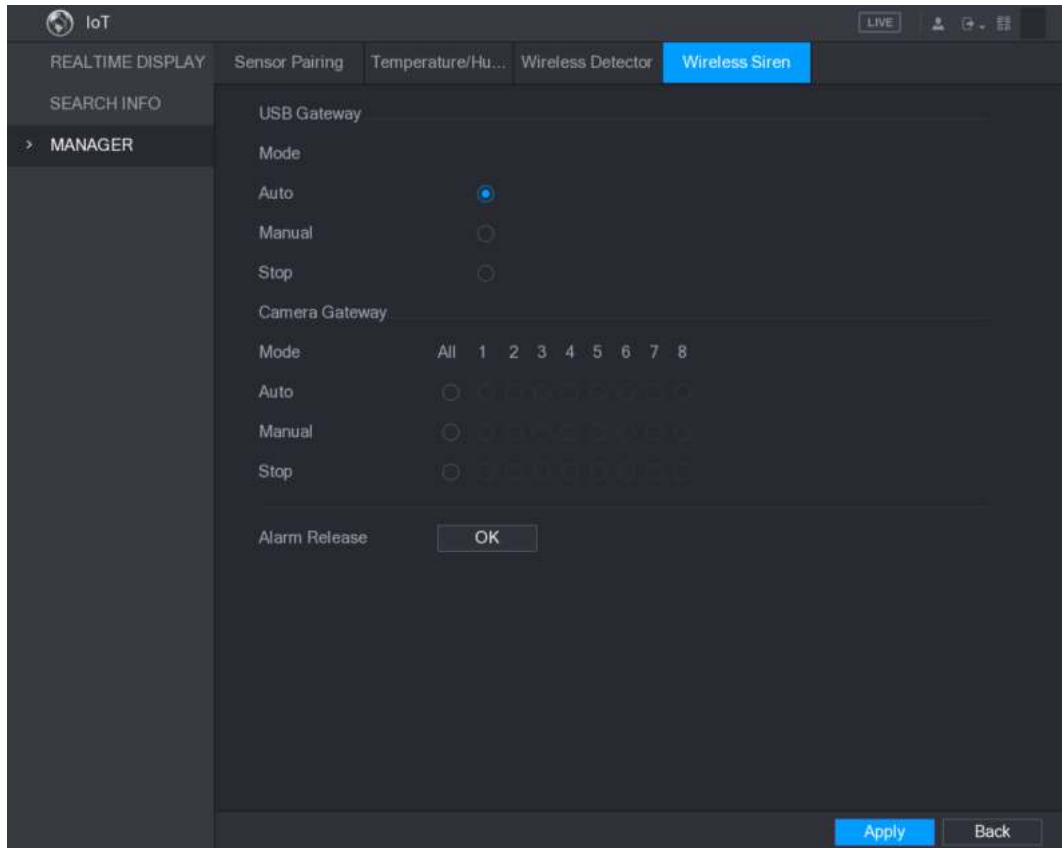 IoT LIVE
REALTIME DISPLAY
SEARCH INFO
MANAGER
Sensor Pairing Temperature/Hu... Wireless Detector Wireless Siren
USB Gateway
Mode
Auto
Manual
Stop
Camera Gateway
Mode All 1 2 3 4 5 6 7 8
Auto
Manual
Stop
Alarm Release OK
Apply Back